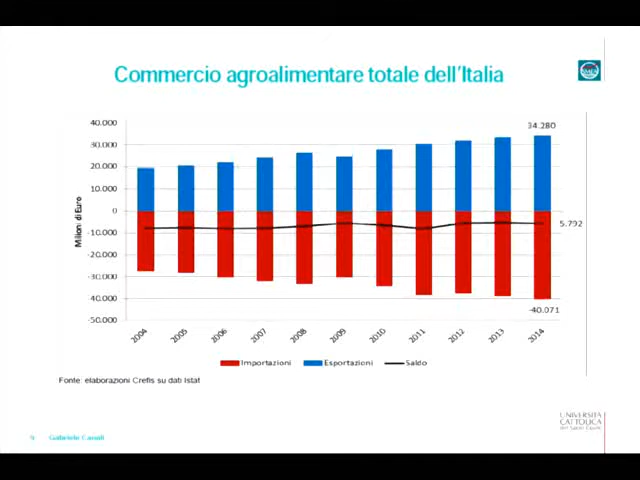 Commercio agroalimentare totale dell'Italia
40.000
30.000
20.000
10.000
0
-10.000
-20.000
-30.000
-40.000
-50.000
Milioni di Euro
34.280
5.792
-40.071
2004
2005
2006
2007
2008
2009
2010
2011
2012
2013
2014
Importazioni
Esportazioni
Saldo
Fonte: elaborazioni Crefis su dati Istat
UNIVERSITÀ
CATTOLICA
del Sacro Cuore
9
Gabriele Canali